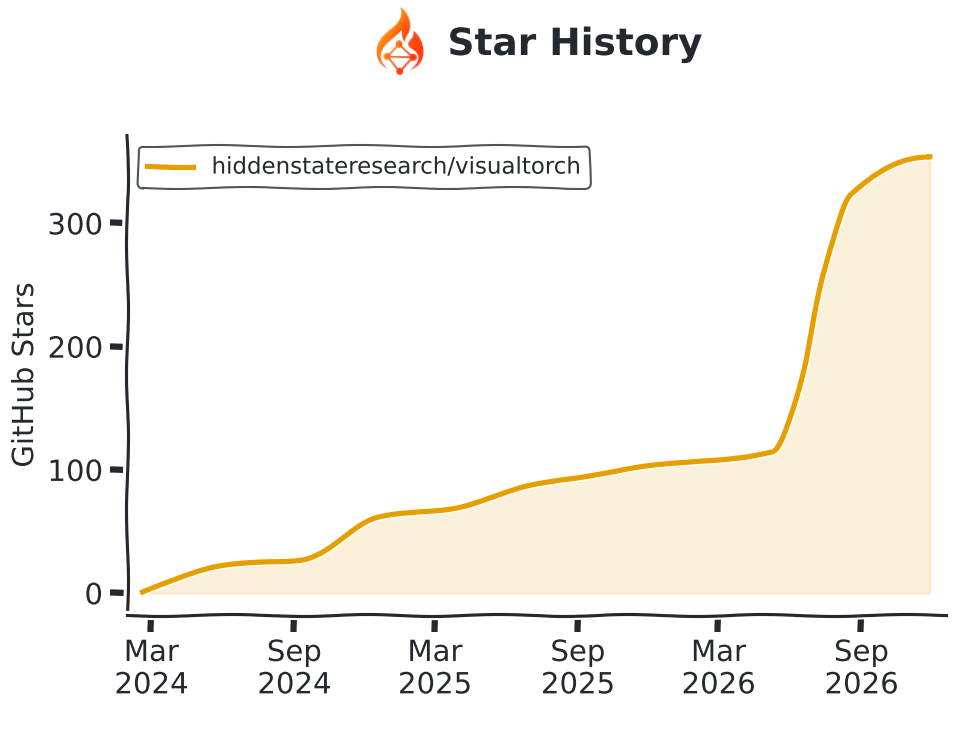 Star History
hiddenstateresearch/visualtorch
GitHub Stars
300
200
100
0
Mar 2024
Sep 2024
Mar 2025
Sep 2025
Mar 2026
Sep 2026